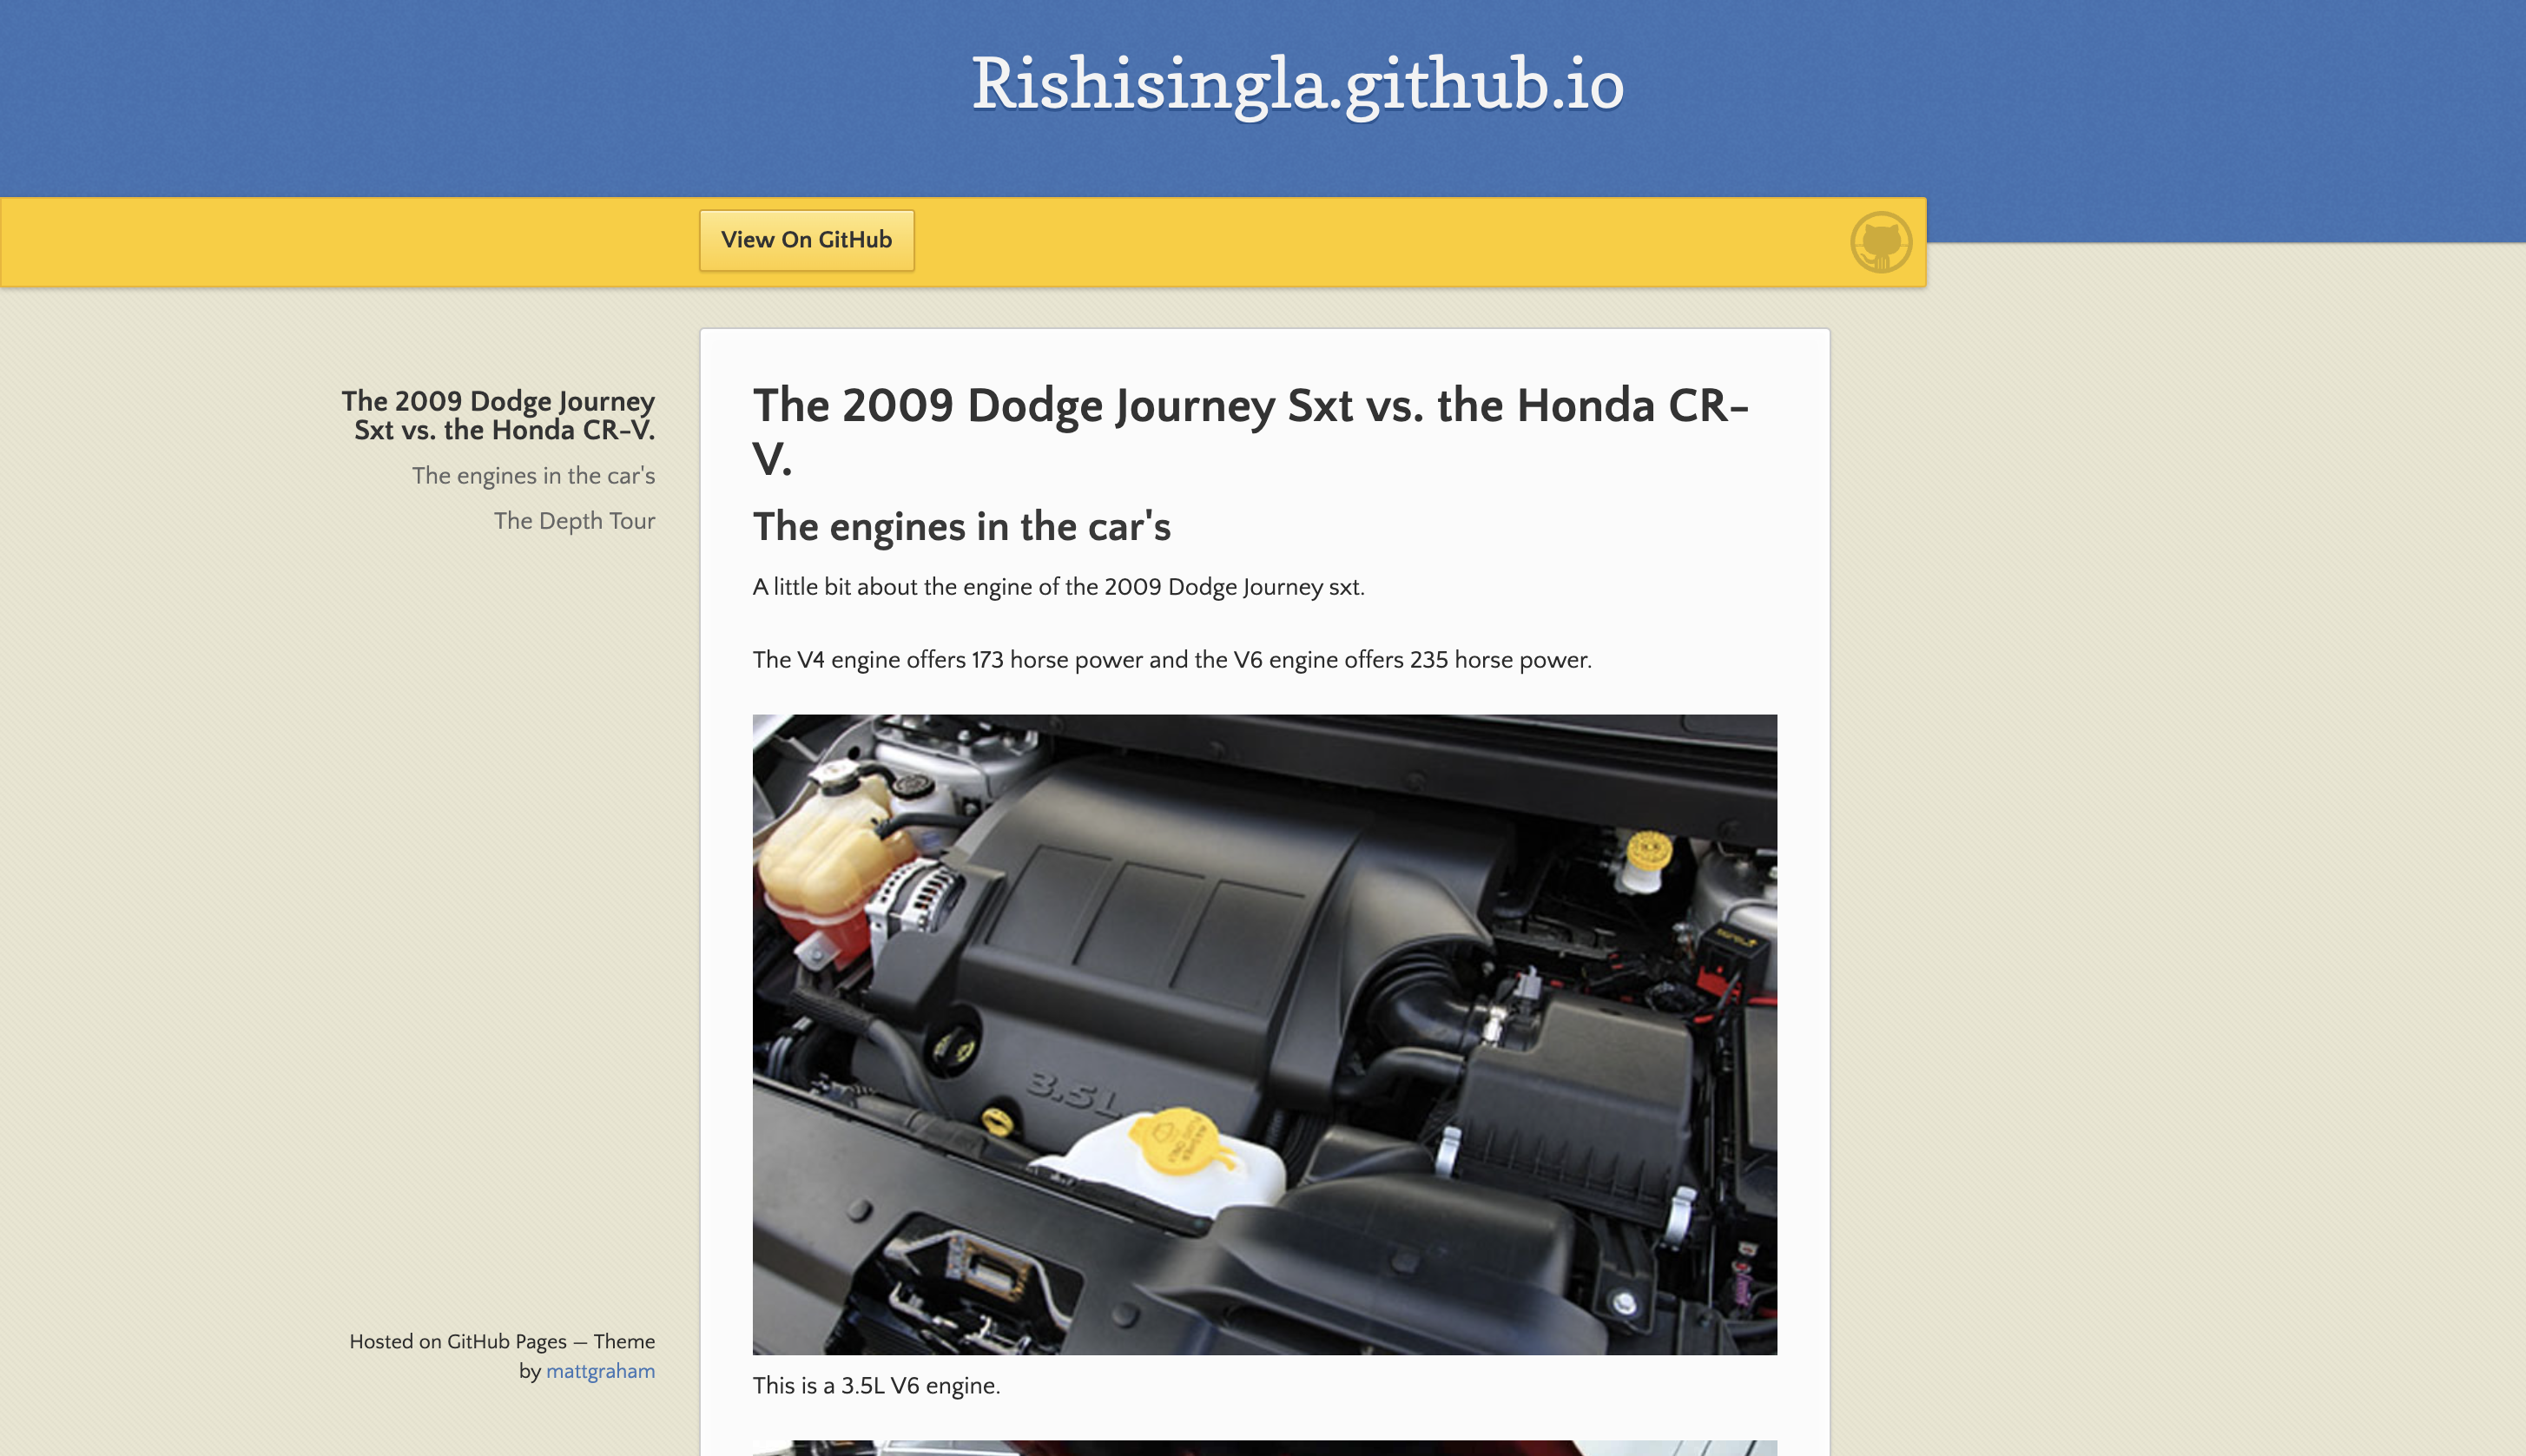 Rishisingla.github.io
View On GitHub
The 2009 Dodge Journey
Sxt vs. the Honda CR-V.
The engines in the car's
The Depth Tour
Hosted on GitHub Pages — Theme
by mattgraham
The 2009 Dodge Journey Sxt vs. the Honda CR-
V.
The engines in the car's
A little bit about the engine of the 2009 Dodge Journey sxt.
The V4 engine offers 173 horse power and the V6 engine offers 235 horse power.
3.5L
This is a 3.5L V6 engine.